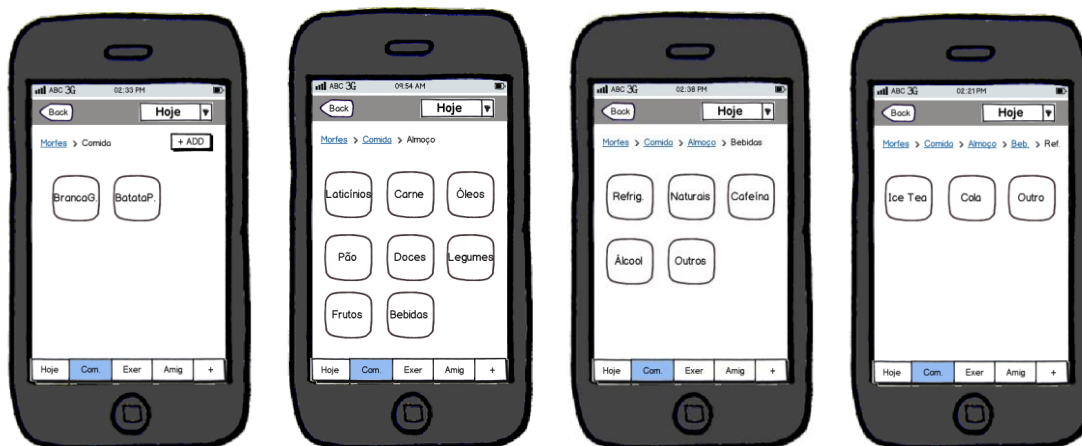 ABC 3G 02:33 PM
Back Hoje
Morfes > Comida + ADD
BrancaG. BatataP.
Hoje Com. Exer Amig +
ABC 3G 09:54 AM
Back Hoje
Morfes > Comida > Almoço
Laticínios Carne Óleos
Pão Doces Legumes
Frutos Bebidas
Hoje Com. Exer Amig +
ABC 3G 02:38 PM
Back Hoje
Morfes > Comida > Almoço > Bebidas
Refrig. Naturais Cafeína
Álcool Outros
Hoje Com. Exer Amig +
ABC 3G 02:21 PM
Back Hoje
Morfes > Comida > Almoço > Beb. > Ref.
Ice Tea Cola Outro
Hoje Com. Exer Amig +